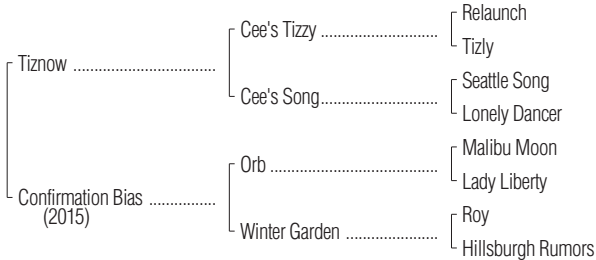 Relaunch
Cee's Tizzy ........................................
Tizly
Tiznow ................................................
Seattle Song
Cee's Song........................................
Lonely Dancer
Malibu Moon
Orb ........................................................
Lady Liberty
Confirmation Bias ......................
(2015)
Roy
Winter Garden ................................
Hillsburgh Rumors